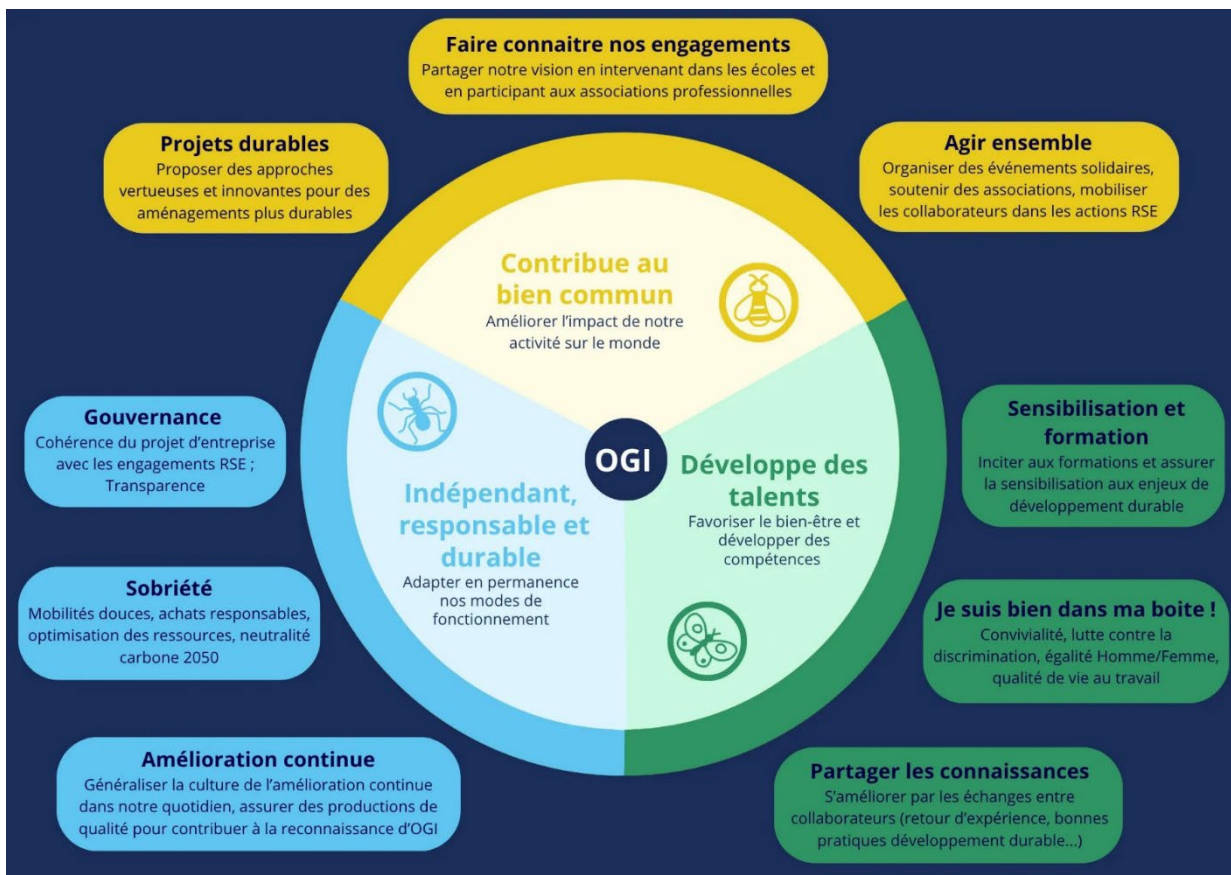 Faire connaitre nos engagements
Partager notre vision en intervenant dans les écoles et
en participant aux associations professionnelles
Projets durables
Proposer des approches
vertueuses et innovantes pour des
aménagements plus durables
Agir ensemble
Organiser des événements solidaires,
soutenir des associations, mobiliser
les collaborateurs dans les actions RSE
Contribue au
bien commun
Améliorer l'impact de notre
activité sur le monde
Gouvernance
Cohérence du projet d'entreprise
avec les engagements RSE ;
Transparence
Sobriété
Mobilités douces, achats responsables,
optimisation des ressources, neutralité
carbone 2050
Amélioration continue
Généraliser la culture de l'amélioration continue
dans notre quotidien, assurer des productions de
qualité pour contribuer à la reconnaissance d'OGI
Indépendant,
responsable et
durable
Adapter en permanence
nos modes de
fonctionnement
OGI
Développe des
talents
Favoriser le bien-être et
développer des
compétences
Sensibilisation et
formation
Inciter aux formations et assurer
la sensibilisation aux enjeux de
développement durable
Je suis bien dans ma boite !
Convivialité, lutte contre la
discrimination, égalité Homme/Femme,
qualité de vie au travail
Partager les connaissances
S'améliorer par les échanges entre
collaborateurs (retour d'expérience, bonnes
pratiques développement durable...)